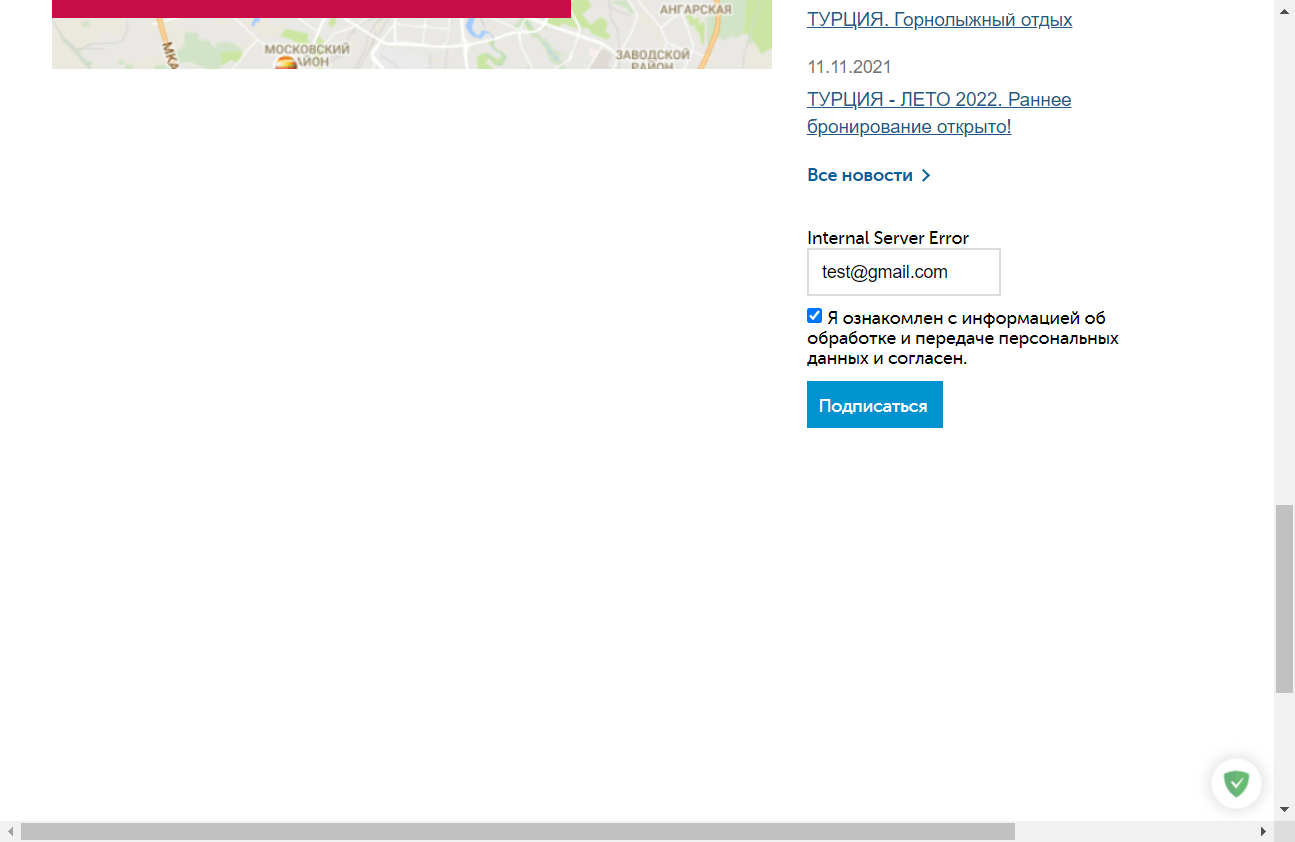 АНГАРСКАЯ
МКА
МОСКОВСКИЙ
РАЙОН
ЗАВОДСКОЙ
РАЙОН
ТУРЦИЯ. Горнолыжный отдых
11.11.2021
ТУРЦИЯ - ЛЕТО 2022. Раннее
бронирование открыто!
Все новости
Internal Server Error
test@gmail.com
Я ознакомлен с информацией об
обработке и передаче персональных
данных и согласен.
Подписаться